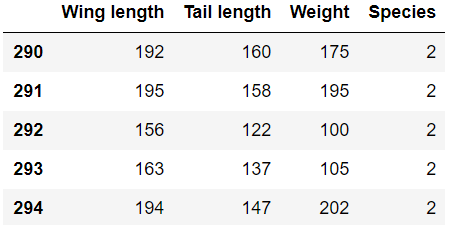 Wing length Tail length Weight Species
290 192 160 175 2
291 195 158 195 2
292 156 122 100 2
293 163 137 105 2
294 194 147 202 2